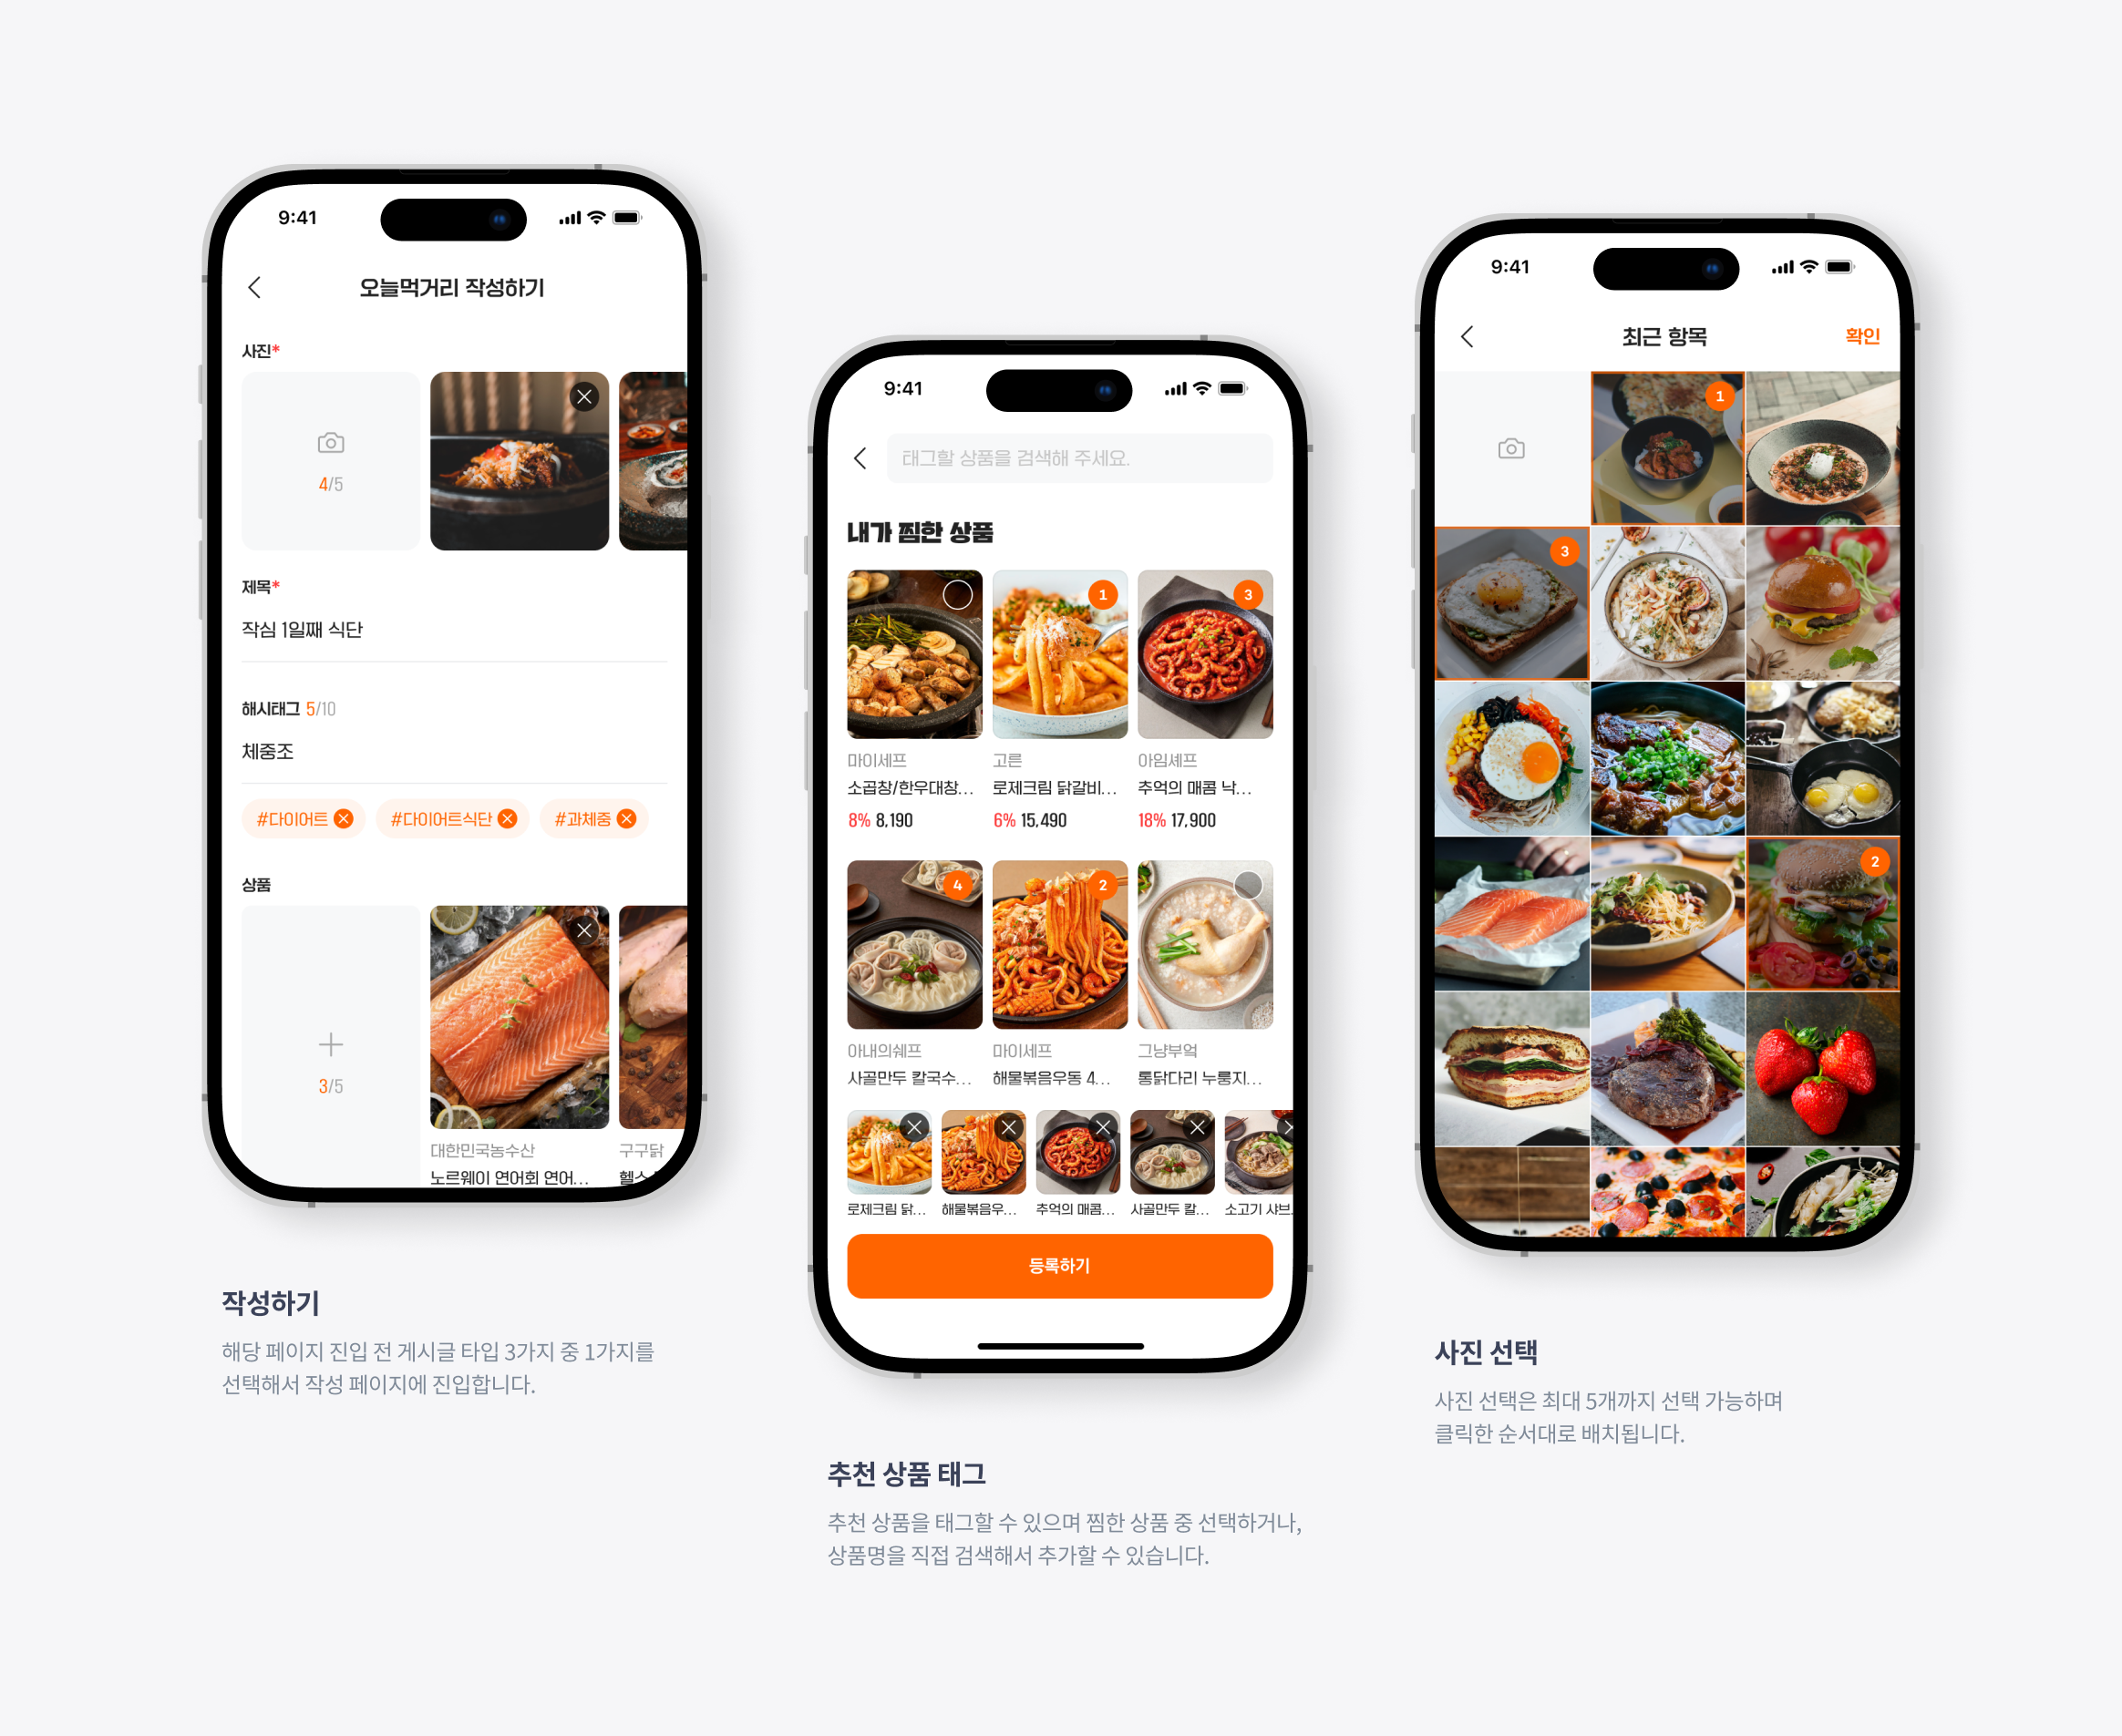 9:41
오늘먹거리 작성하기
사진*
4/5
제목*
작심 1일째 식단
해시태그 5/10
체중조
#다이어트
#다이어트식단
#과체중
상품
3/5
대한민국농수산
구구닭
노르웨이 연어회 연어...
헬스
작성하기
해당 페이지 진입 전 게시글 타입 3가지 중 1가지를
선택해서 작성 페이지에 진입합니다.
9:41
태그할 상품을 검색해 주세요.
내가 찜한 상품
1
3
마이셰프
고른
아임셰프
소곱창/한우대창...
로제크림 닭갈비...
추억의 매콤 낙...
8% 8,190
6% 15,490
18% 17,900
4
2
아내의쉐프
마이셰프
그냥부엌
사골만두 칼국수...
해물볶음우동 4...
통닭다리 누룽지...
로제크림 닭...
해물볶음우...
추억의 매콤...
사골만두 칼...
소고기 샤브.
등록하기
추천 상품 태그
추천 상품을 태그할 수 있으며 찜한 상품 중 선택하거나,
상품명을 직접 검색해서 추가할 수 있습니다.
9:41
최근 항목
확인
1
3
2
사진 선택
사진 선택은 최대 5개까지 선택 가능하며
클릭한 순서대로 배치됩니다.